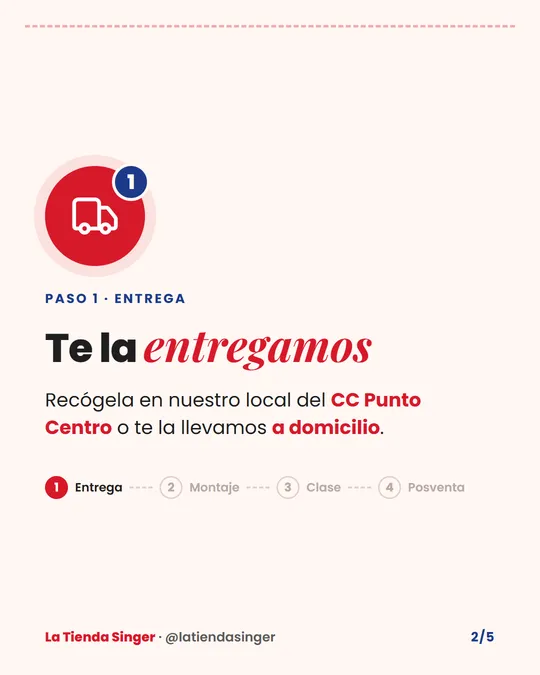 1
PASO 1 · ENTREGA
Te la entregamos
Recógela en nuestro local del CC Punto
Centro o te la llevamos a domicilio.
1 Entrega 2 Montaje 3 Clase 4 Posventa
La Tienda Singer · @latiendasinger 2/5